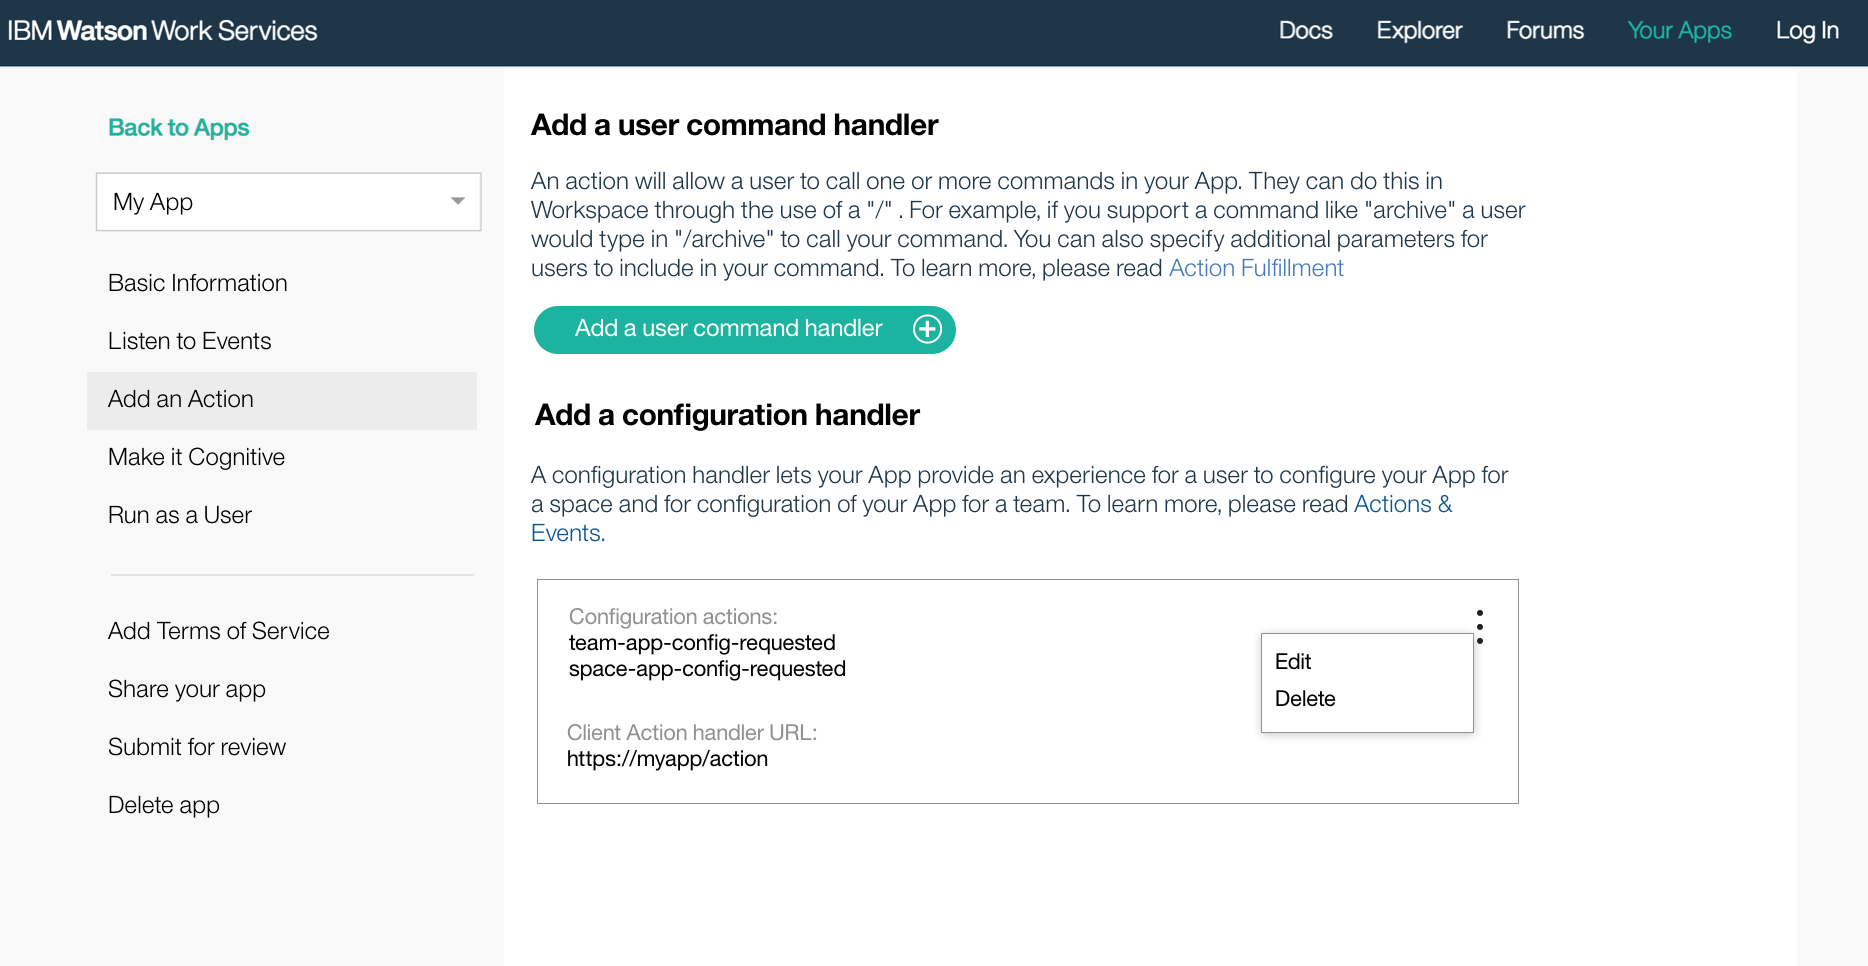 IBM Watson Work Services
Docs
Explorer
Forums
Your Apps
Log In
Back to Apps
My App
Basic Information
Listen to Events
Add an Action
Make it Cognitive
Run as a User
Add Terms of Service
Share your app
Submit for review
Delete app
Add a user command handler
An action will allow a user to call one or more commands in your App. They can do this in
Workspace through the use of a "/" . For example, if you support a command like "archive" a user
would type in "/archive" to call your command. You can also specify additional parameters for
users to include in your command. To learn more, please read Action Fulfillment
Add a user command handler
Add a configuration handler
A configuration handler lets your App provide an experience for a user to configure your App for
a space and for configuration of your App for a team. To learn more, please read Actions &
Events.
Configuration actions:
team-app-config-requested
space-app-config-requested
Edit
Delete
Client Action handler URL:
https://myapp/action